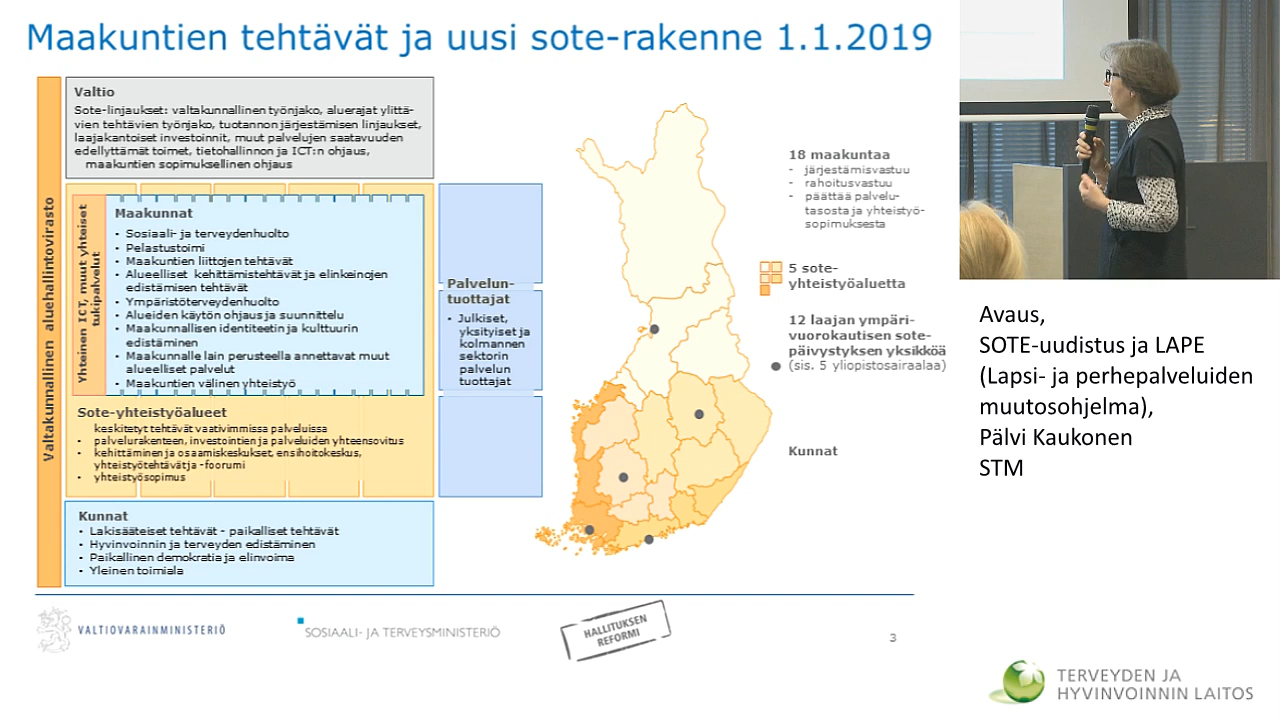 Maakuntien tehtävät ja uusi sote-rakenne 1.1.2019
Valtakunnallinen aluehallintovirasto
Valtio
Sote-linjaukset: valtakunnallinen työnjako, aluerajat ylittä-
vien tehtävien työnjako, tuotannon järjestämisen linjaukset,
laajakantoiset investoinnit, muut palvelujen saatavuuden
edellyttämät toimet, tietohallinnon ja ICT:n ohjaus,
maakuntien sopimuksellinen ohjaus
Yhteinen ICT, muut yhteiset
tukipalvelut
Maakunnat
• Sosiaali- ja terveydenhuolto
• Pelastustoimi
• Maakuntien liittojen tehtävät
• Alueelliset kehittämistehtävät ja elinkeinojen
edistämisen tehtävät
• Ympäristöterveydenhuolto
• Alueiden käytön ohjaus ja suunnittelu
• Maakunnallisen identiteetin ja kulttuurin
edistäminen
• Maakunnalle lain perusteella annettavat muut
alueelliset palvelut
• Maakuntien välinen yhteistyö
Sote-yhteistyöalueet
keskitetyt tehtävät vaativimmissa palveluissa
• palvelurakenteen, investointien ja palveluiden yhteensovitus
• kehittäminen ja osaamiskeskukset, ensihoitokeskus,
yhteistyötehtävät ja -foorumi
• yhteistyösopimus
Kunnat
• Lakisääteiset tehtävät - paikalliset tehtävät
• Hyvinvoinnin ja terveyden edistäminen
• Paikallinen demokratia ja elinvoima
• Yleinen toimiala
Palvelun-
tuottajat
• Julkiset,
yksityiset ja
kolmannen
sektorin
palvelun
tuottajat
18 maakuntaa
- järjestämisvastuu
- rahoitusvastuu
- päättää palvelu-
tasosta ja yhteistyö-
sopimuksesta
5 sote-
yhteistyöaluetta
12 laajan ympäri-
vuorokautisen sote-
päivystyksen yksikköä
(sis. 5 yliopistosairaalaa)
Kunnat
VALTIOVARAINMINISTERIÖ
SOSIAALI- JA TERVEYSMINISTERIÖ
HALLITUKSEN
REFORMI
3
Avaus,
SOTE-uudistus ja LAPE
(Lapsi- ja perhepalveluiden
muutosohjelma),
Pälvi Kaukonen
STM
TERVEYDEN JA
HYVINVOINNIN LAITOS